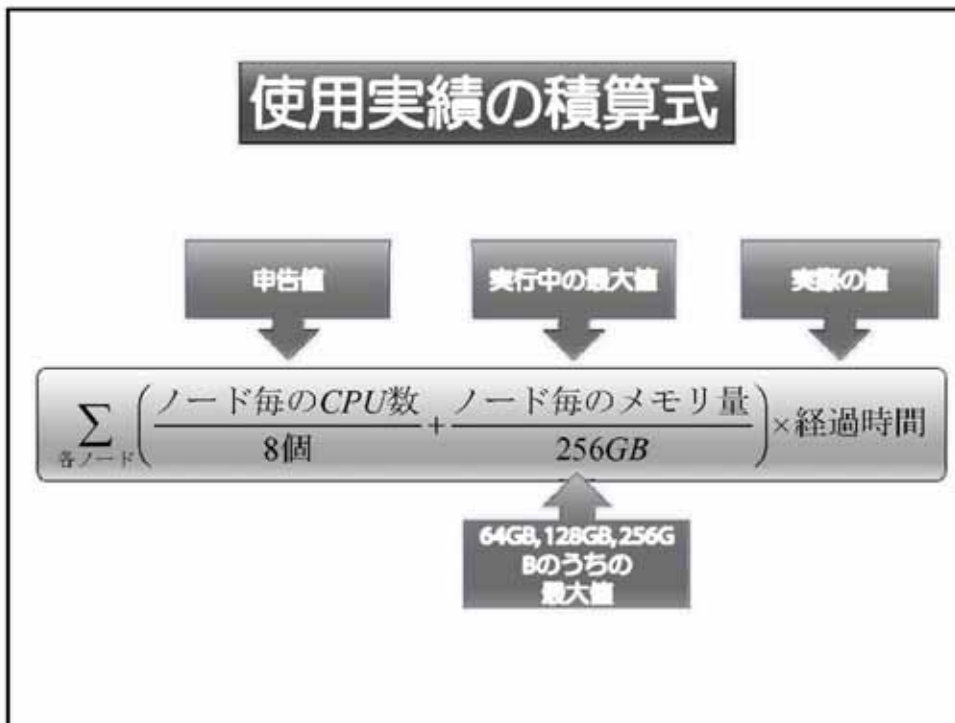 使用実績の積算式
申告値
実行中の最大値
実際の値
∑ 各ノード ( ノード毎のCPU数 / 8個 + ノード毎のメモリ量 / 256GB ) ×経過時間
64GB,128GB,256G
Bのうちの
最大値